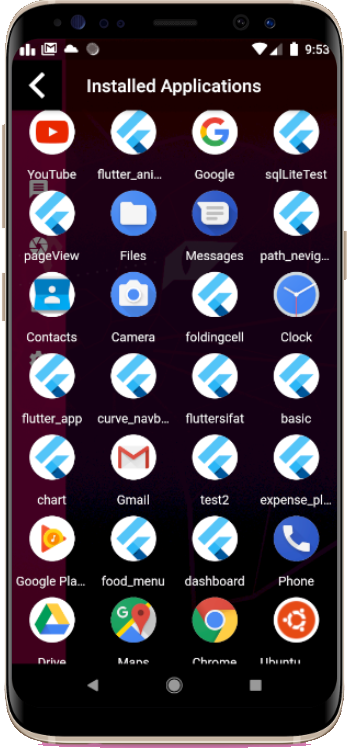 9:53
Installed Applications
YouTube flutter_ani... Google sqlLiteTest
pageView Files Messages path_nevig...
Contacts Camera foldingcell Clock
flutter_app curve_navb... fluttersifat basic
chart Gmail test2 expense_pl...
Google Pla... food_menu dashboard Phone
Drive Maps Chrome Ubuntu